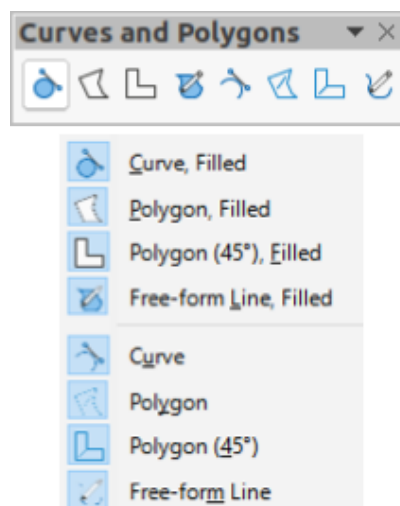 Curves and Polygons
Curve, Filled
Polygon, Filled
Polygon (45°), Filled
Free-form Line, Filled
Curve
Polygon
Polygon (45°)
Free-form Line